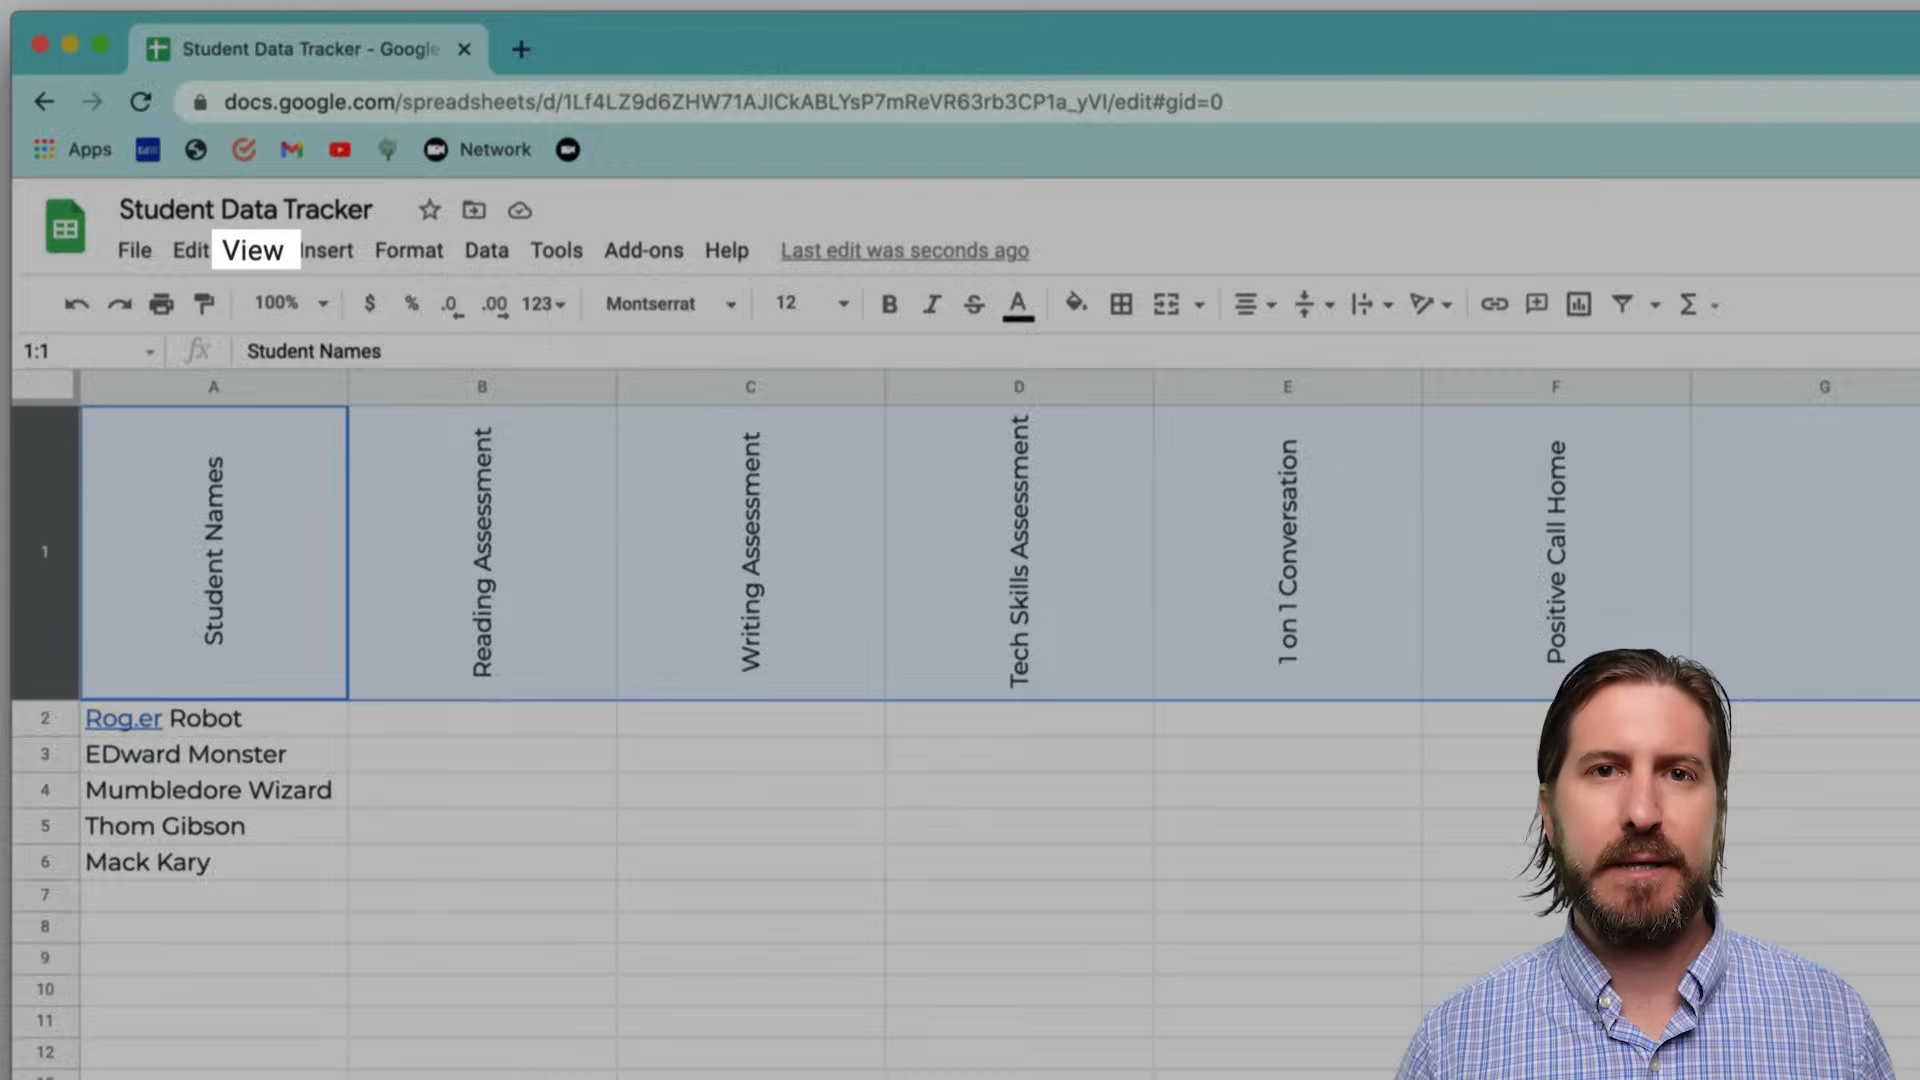 Student Data Tracker - Google
docs.google.com/spreadsheets/d/1Lf4LZ9d6ZHW71AJICkABLYsP7mReVR63rb3CP1a_yVI/edit#gid=0
Apps Network
Student Data Tracker
File Edit View Insert Format Data Tools Add-ons Help Last edit was seconds ago
100% $ % .0 .00 123 Montserrat 12 B I S A Σ
1:1 fx Student Names
A B C D E F G
1 Student Names Reading Assessment Writing Assessment Tech Skills Assessment 1 on 1 Conversation Positive Call Home
2 Rog.er Robot
3 EDward Monster
4 Mumbledore Wizard
5 Thom Gibson
6 Mack Kary
7
8
9
10
11
12